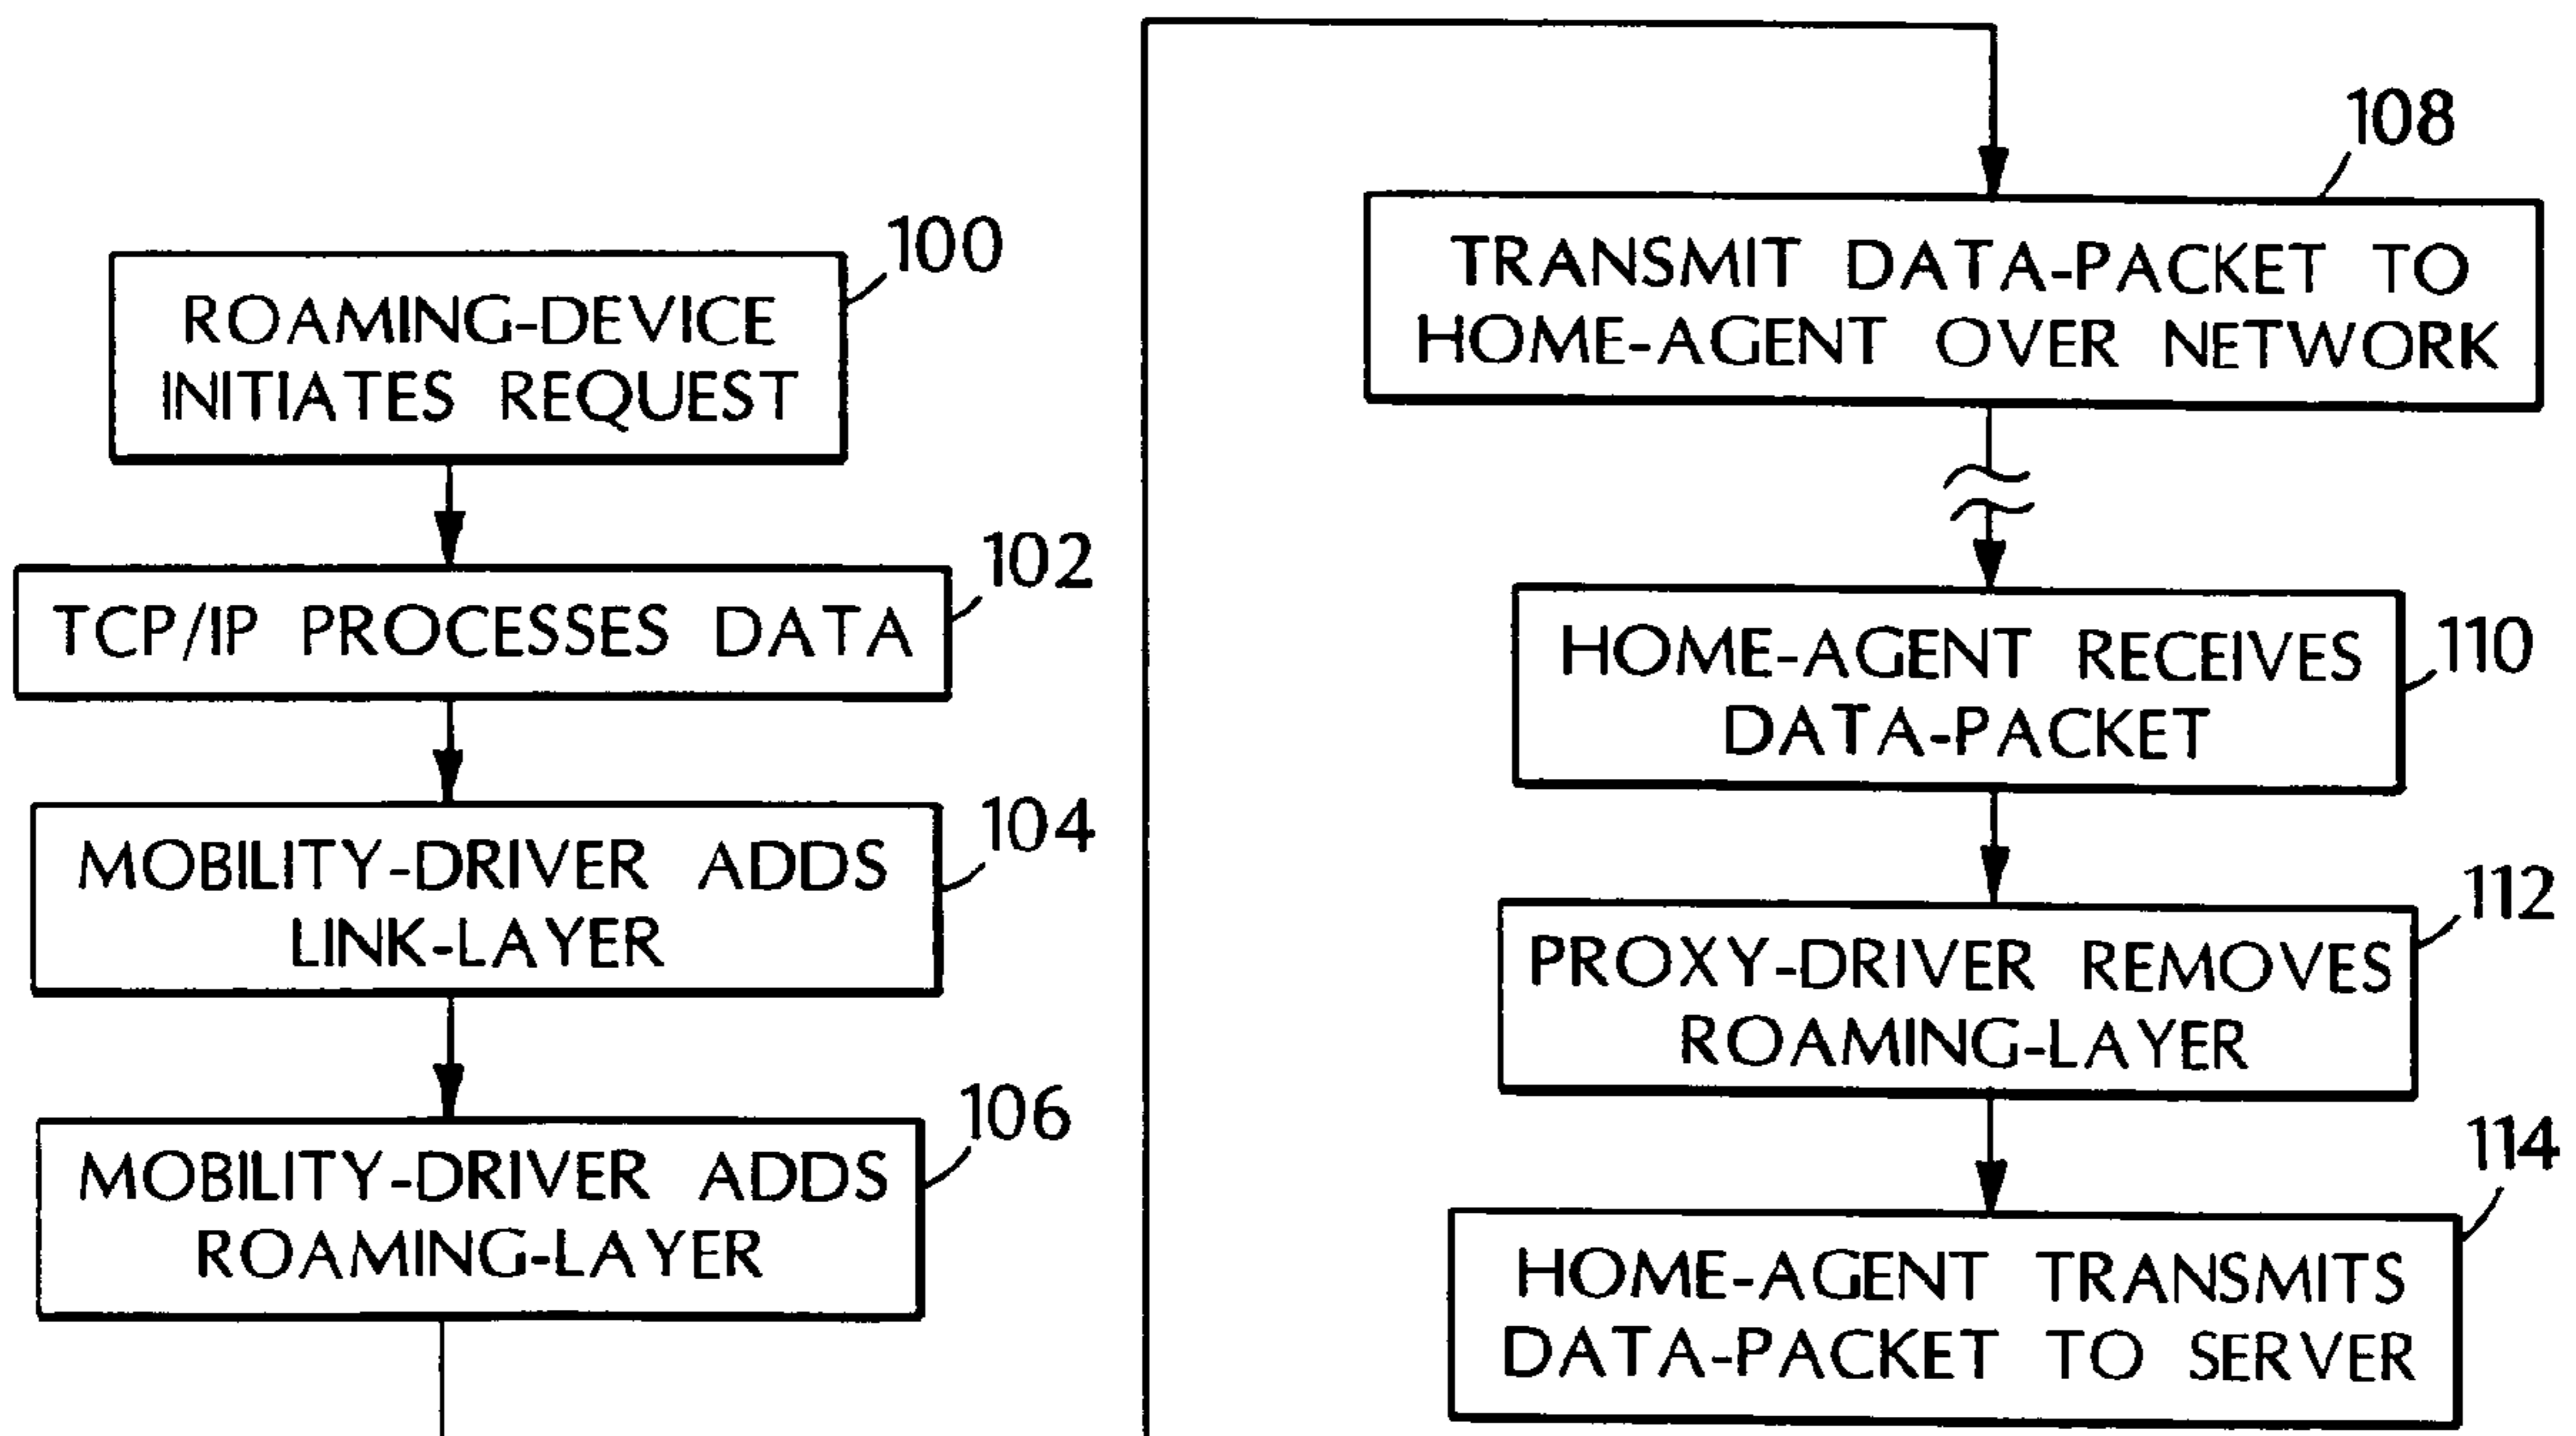 100
ROAMING-DEVICE
INITIATES REQUEST
102
TCP/IP PROCESSES DATA
104
MOBILITY-DRIVER ADDS
LINK-LAYER
106
MOBILITY-DRIVER ADDS
ROAMING-LAYER
108
TRANSMIT DATA-PACKET TO
HOME-AGENT OVER NETWORK
110
HOME-AGENT RECEIVES
DATA-PACKET
112
PROXY-DRIVER REMOVES
ROAMING-LAYER
114
HOME-AGENT TRANSMITS
DATA-PACKET TO SERVER